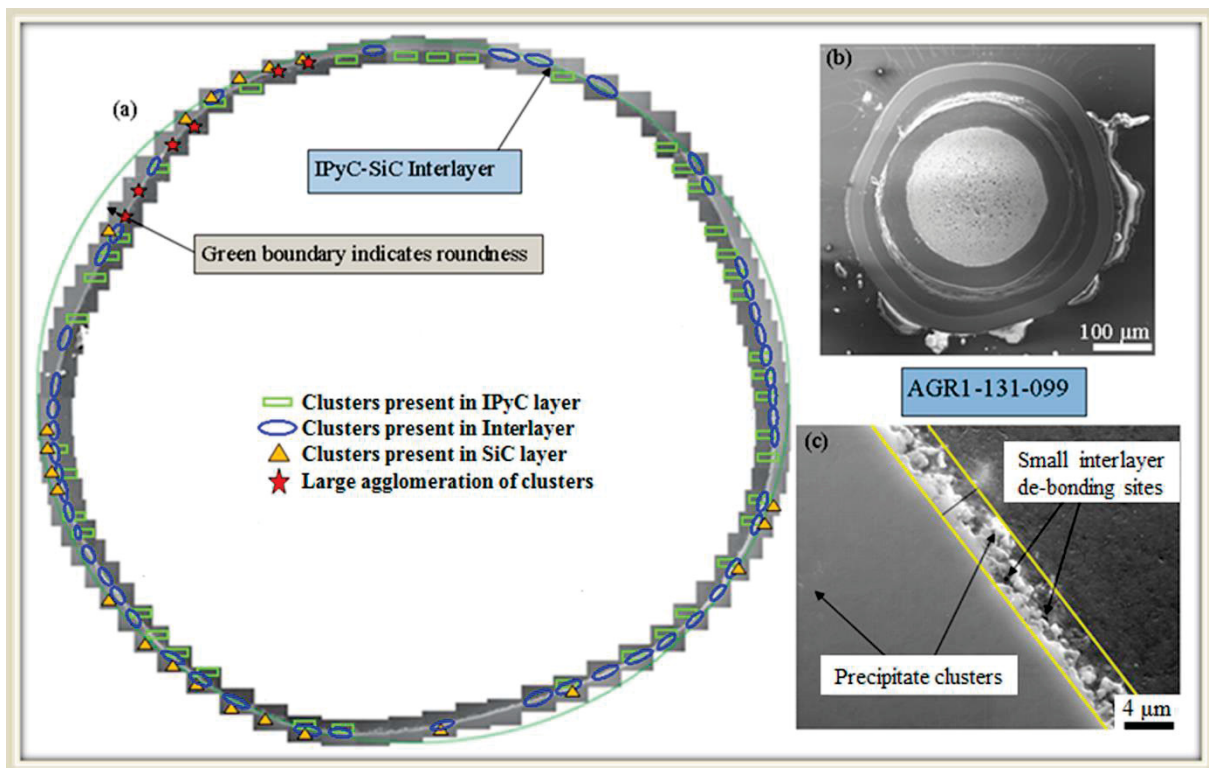 (a)
IPyC-SiC Interlayer
Green boundary indicates roundness
Clusters present in IPyC layer
Clusters present in Interlayer
Clusters present in SiC layer
Large agglomeration of clusters
(b)
100 μm
AGR1-131-099
(c)
Small interlayer
de-bonding sites
Precipitate clusters
4 μm